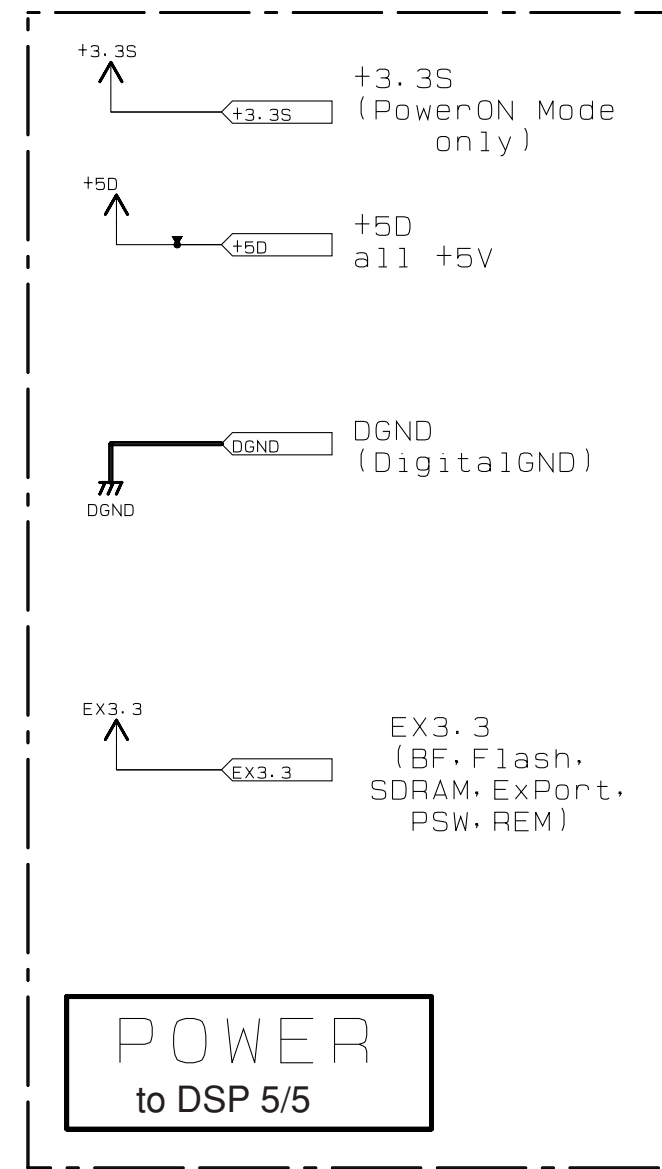 +3.3S
+3.3S
+3.3S
(PowerON Mode
only)
+5D
+5D
+5D
all +5V
DGND
DGND
DGND
(DigitalGND)
EX3.3
EX3.3
EX3.3
(BF,Flash,
SDRAM,ExPort,
PSW,REM)
POWER
to DSP 5/5